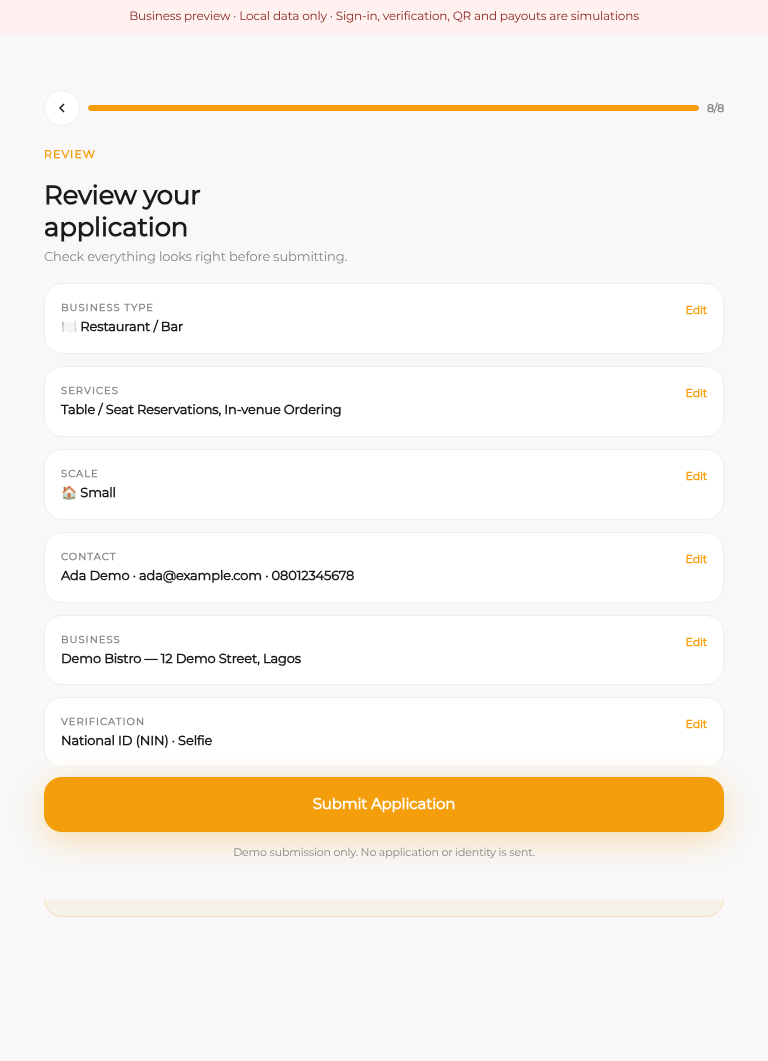 Business preview · Local data only · Sign-in, verification, QR and payouts are simulations
8/8
REVIEW
Review your
application
Check everything looks right before submitting.
BUSINESS TYPE
Edit
🍽️ Restaurant / Bar
SERVICES
Edit
Table / Seat Reservations, In-venue Ordering
SCALE
Edit
🏠 Small
CONTACT
Edit
Ada Demo · ada@example.com · 08012345678
BUSINESS
Edit
Demo Bistro — 12 Demo Street, Lagos
VERIFICATION
Edit
National ID (NIN) · Selfie
Submit Application
Demo submission only. No application or identity is sent.